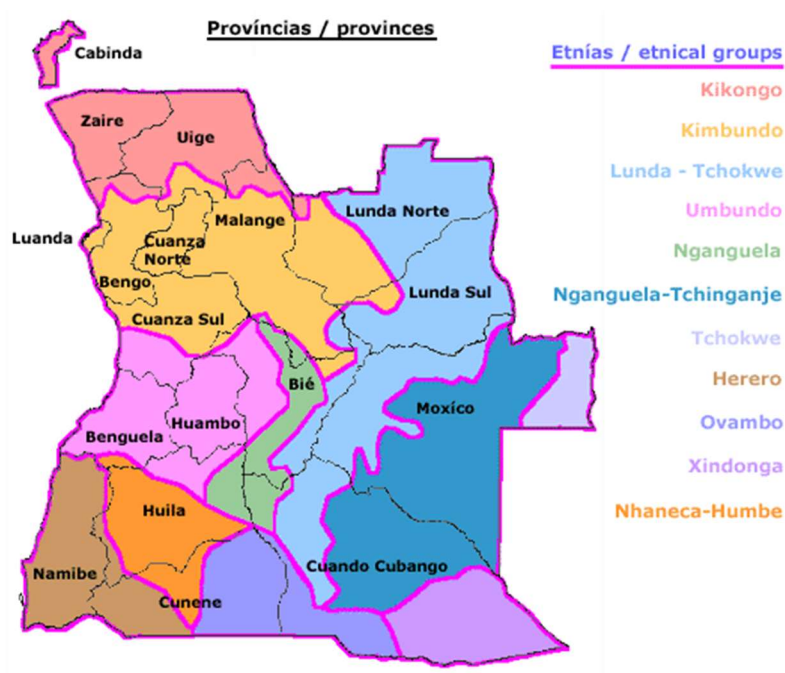 Províncias / provinces
Cabinda
Etnías / etnical groups
Zaire
Kikongo
Uige
Kimbundo
Lunda - Tchokwe
Lunda Norte
Umbundo
Malange
Luanda
Cuanza
Norte
Nganguela
Bengo
Lunda Sul
Nganguela-Tchinganje
Cuanza Sul
Tchokwe
Bié
Herero
Moxíco
Huambo
Ovambo
Benguela
Xindonga
Huila
Nhaneca-Humbe
Cuando Cubango
Namibe
Cunene